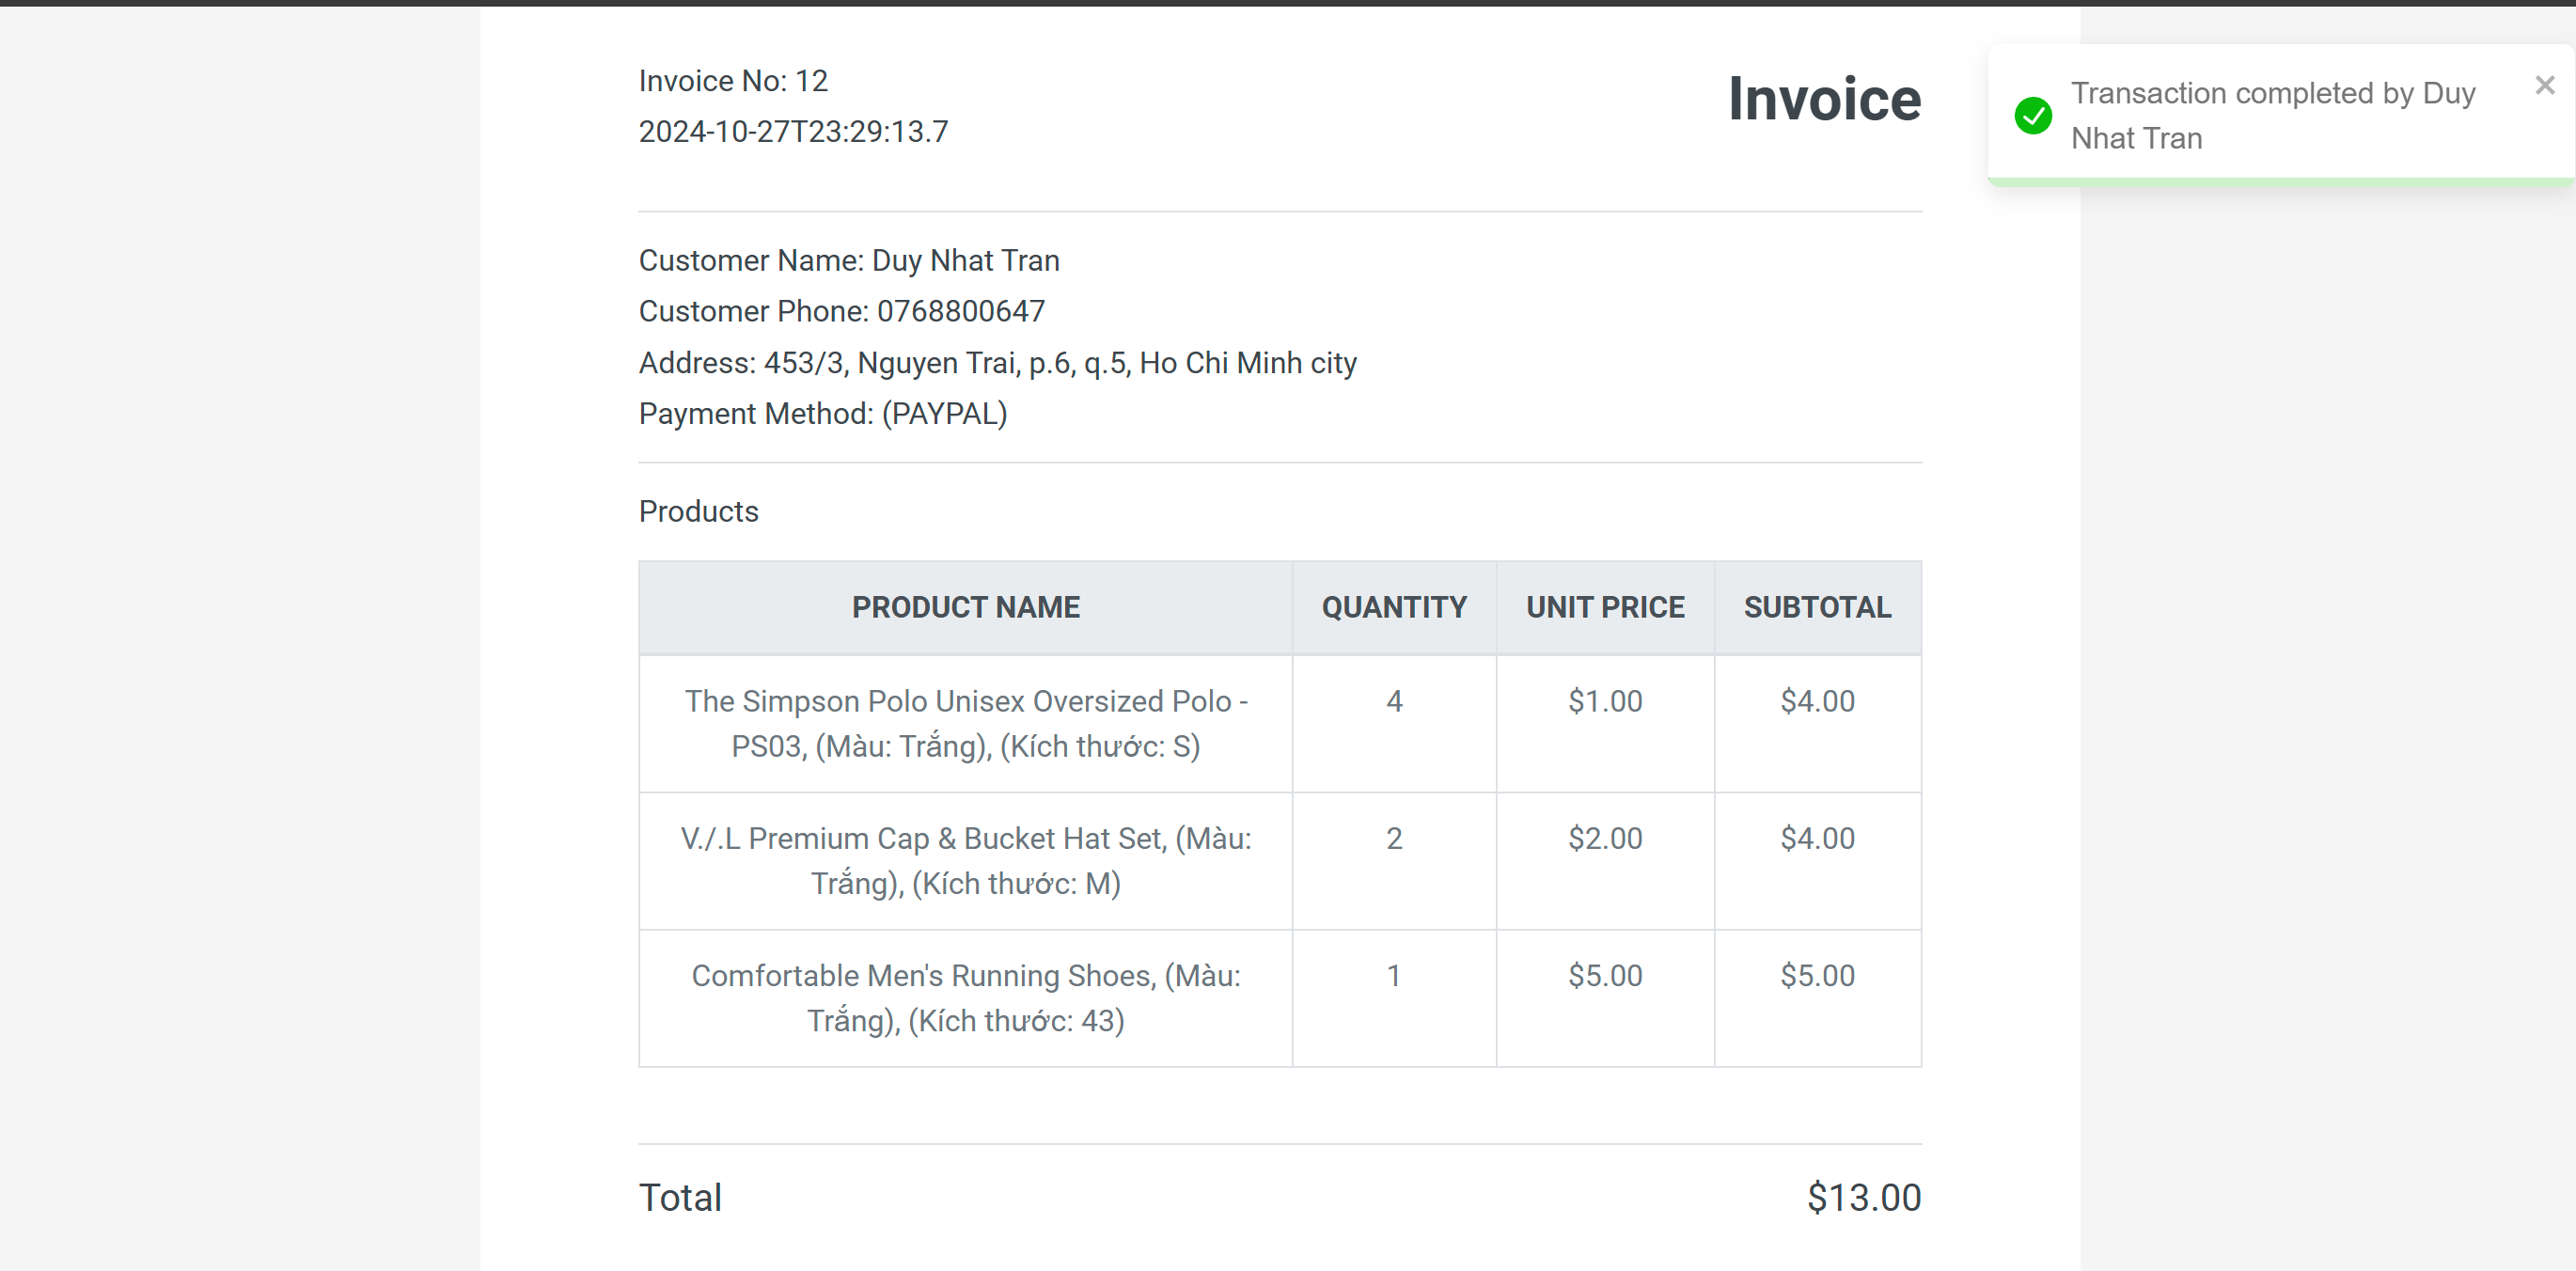 Invoice No: 12
2024-10-27T23:29:13.7
Invoice
Transaction completed by Duy
Nhat Tran
Customer Name: Duy Nhat Tran
Customer Phone: 0768800647
Address: 453/3, Nguyen Trai, p.6, q.5, Ho Chi Minh city
Payment Method: (PAYPAL)
Products
PRODUCT NAME QUANTITY UNIT PRICE SUBTOTAL
The Simpson Polo Unisex Oversized Polo - 4 $1.00 $4.00
PS03, (Màu: Trắng), (Kích thước: S)
V./.L Premium Cap & Bucket Hat Set, (Màu: 2 $2.00 $4.00
Trắng), (Kích thước: M)
Comfortable Men's Running Shoes, (Màu: 1 $5.00 $5.00
Trắng), (Kích thước: 43)
Total $13.00